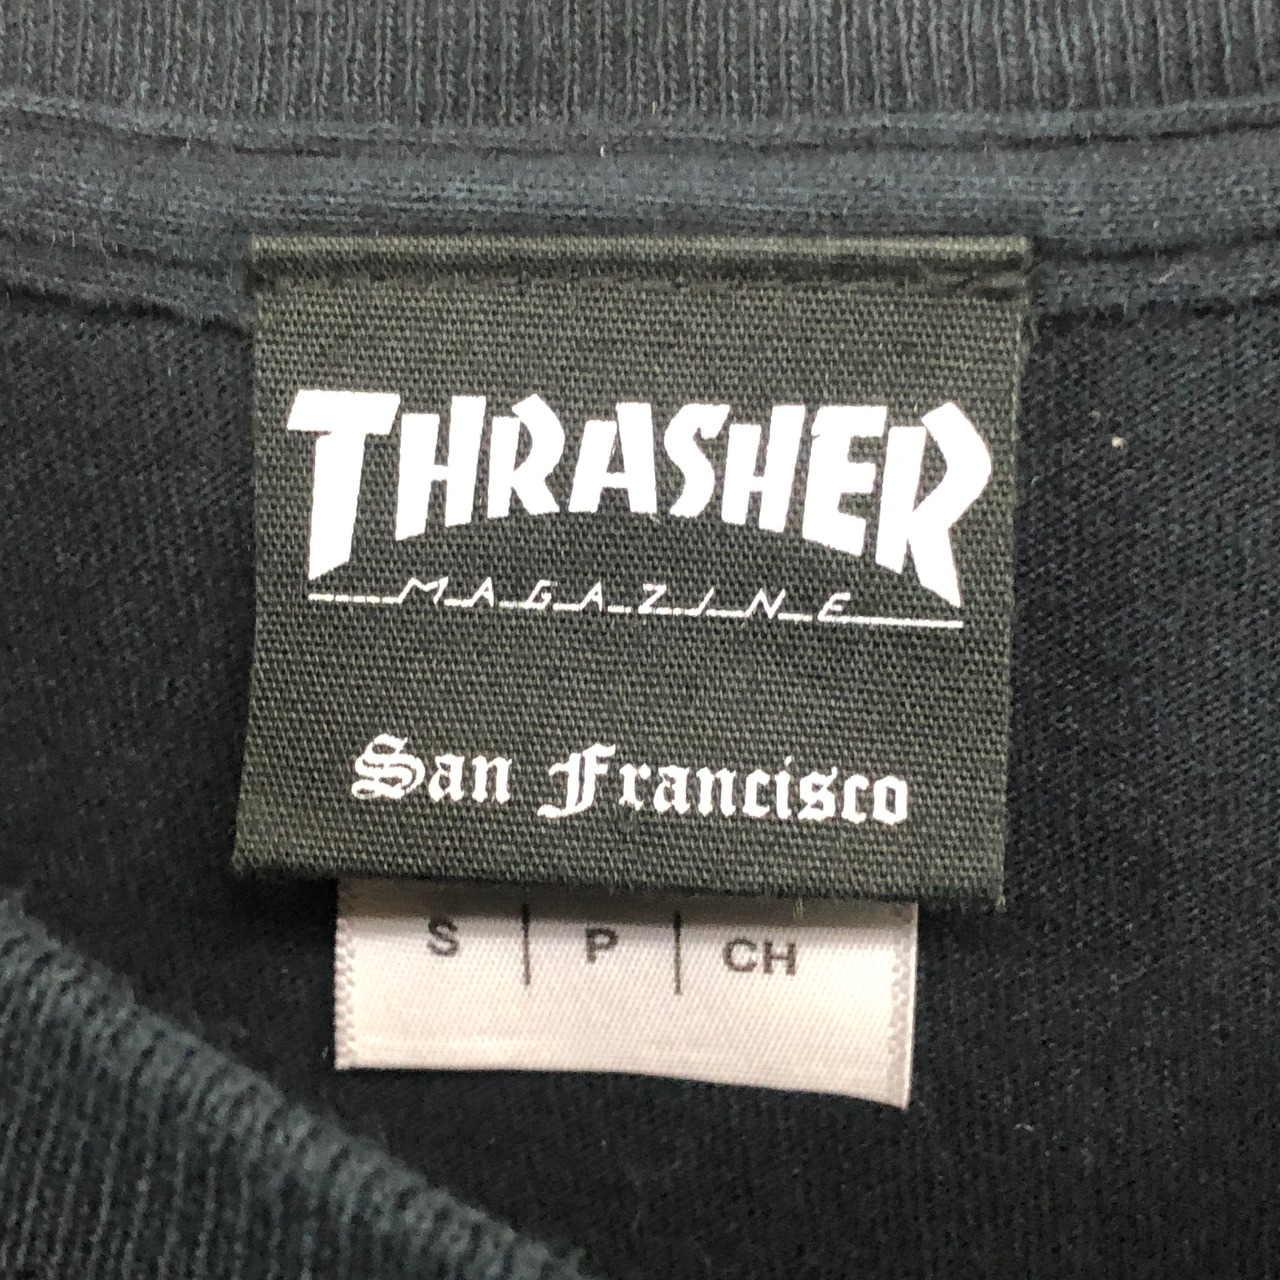 THRASHER
MAGAZINE
San Francisco
S | P | CH